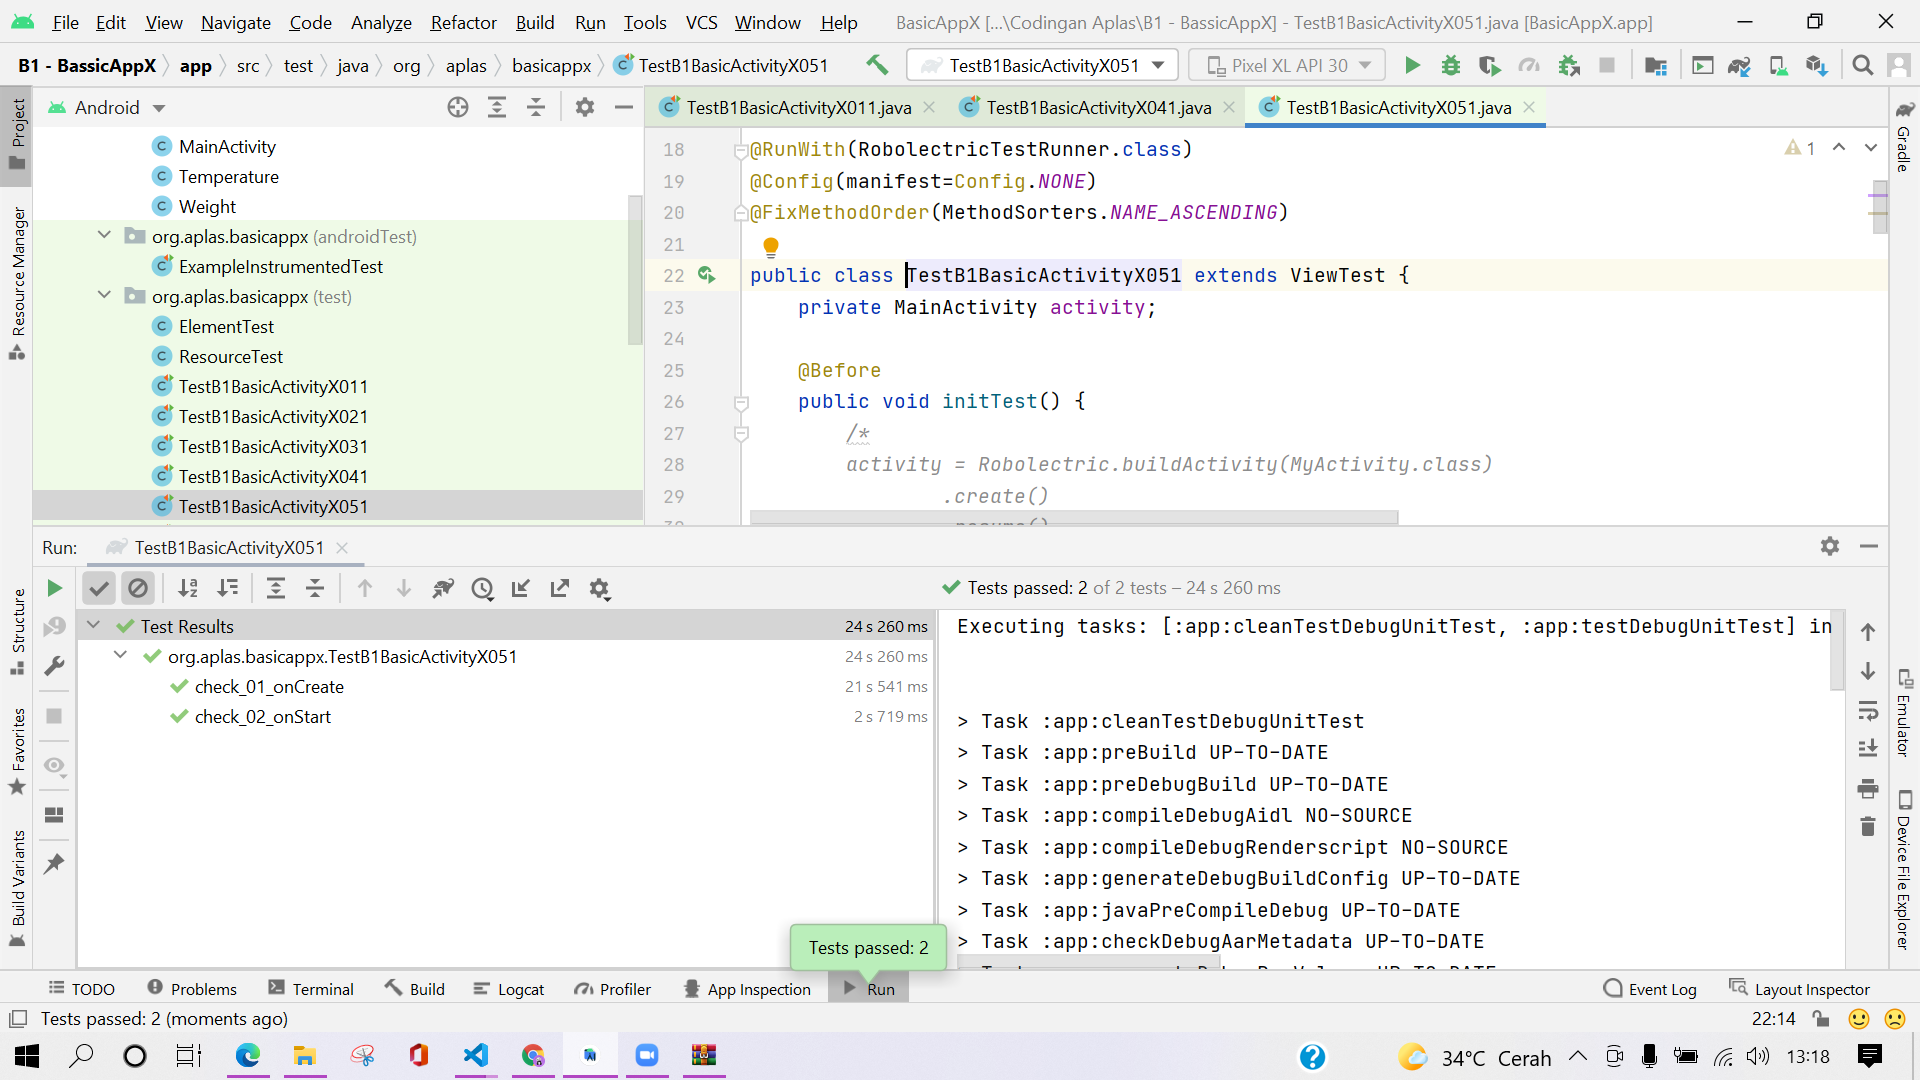 File Edit View Navigate Code Analyze Refactor Build Run Tools VCS Window Help BasicAppX [...\Codingan Aplas\B1 - BassicAppX] - TestB1BasicActivityX051.java [BasicAppX.app]
B1 - BassicAppX app src test java org aplas basicappx TestB1BasicActivityX051 TestB1BasicActivityX051 Pixel XL API 30
Project
Resource Manager
Structure
Favorites
Build Variants
Android
MainActivity
Temperature
Weight
org.aplas.basicappx (androidTest)
ExampleInstrumentedTest
org.aplas.basicappx (test)
ElementTest
ResourceTest
TestB1BasicActivityX011
TestB1BasicActivityX021
TestB1BasicActivityX031
TestB1BasicActivityX041
TestB1BasicActivityX051
TestB1BasicActivityX011.java TestB1BasicActivityX041.java TestB1BasicActivityX051.java
1
18 @RunWith(RobolectricTestRunner.class)
19 @Config(manifest=Config.NONE)
20 @FixMethodOrder(MethodSorters.NAME_ASCENDING)
21
22 public class TestB1BasicActivityX051 extends ViewTest {
23 private MainActivity activity;
24
25 @Before
26 public void initTest() {
27 /*
28 activity = Robolectric.buildActivity(MyActivity.class)
29 .create()
Gradle
Emulator
Device File Explorer
Run: TestB1BasicActivityX051
Tests passed: 2 of 2 tests – 24 s 260 ms
Test Results 24 s 260 ms
org.aplas.basicappx.TestB1BasicActivityX051 24 s 260 ms
check_01_onCreate 21 s 541 ms
check_02_onStart 2 s 719 ms
Executing tasks: [:app:cleanTestDebugUnitTest, :app:testDebugUnitTest] in
> Task :app:cleanTestDebugUnitTest
> Task :app:preBuild UP-TO-DATE
> Task :app:preDebugBuild UP-TO-DATE
> Task :app:compileDebugAidl NO-SOURCE
> Task :app:compileDebugRenderscript NO-SOURCE
> Task :app:generateDebugBuildConfig UP-TO-DATE
> Task :app:javaPreCompileDebug UP-TO-DATE
> Task :app:checkDebugAarMetadata UP-TO-DATE
Tests passed: 2
TODO Problems Terminal Build Logcat Profiler App Inspection Run Event Log Layout Inspector
Tests passed: 2 (moments ago) 22:14
34°C Cerah 13:18